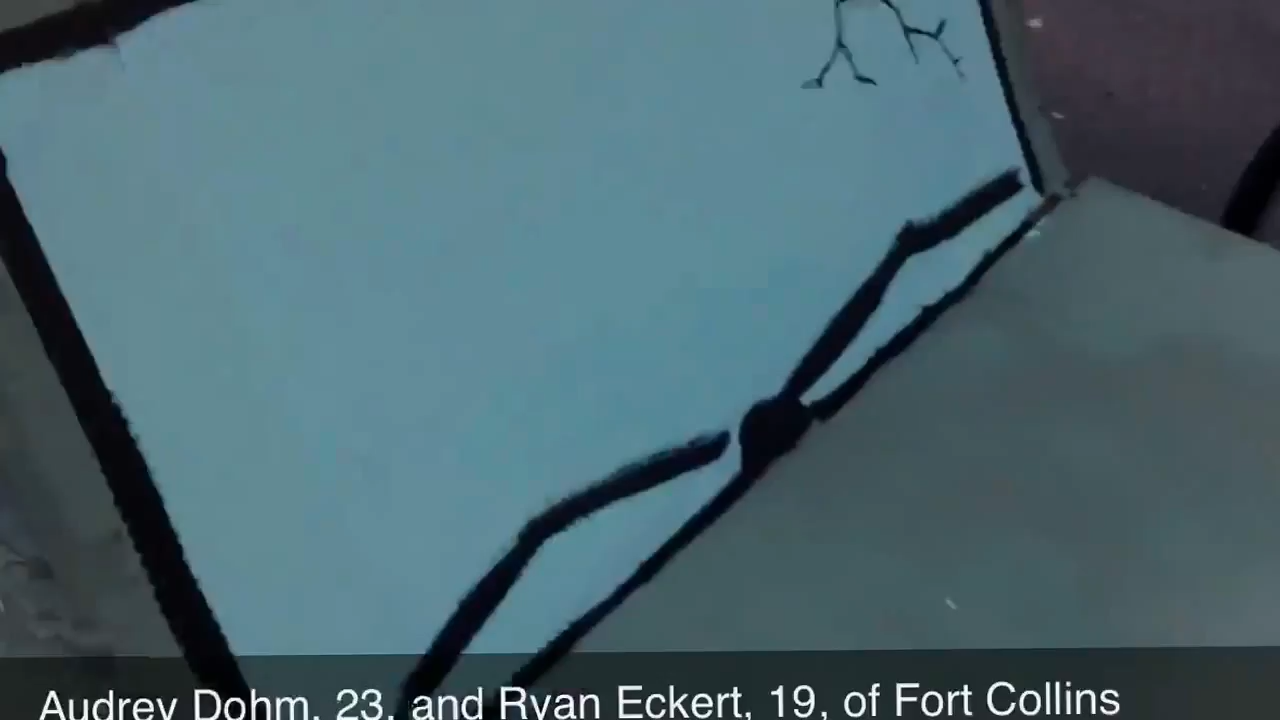 Audrey Dohm, 23, and Ryan Eckert, 19, of Fort Collins